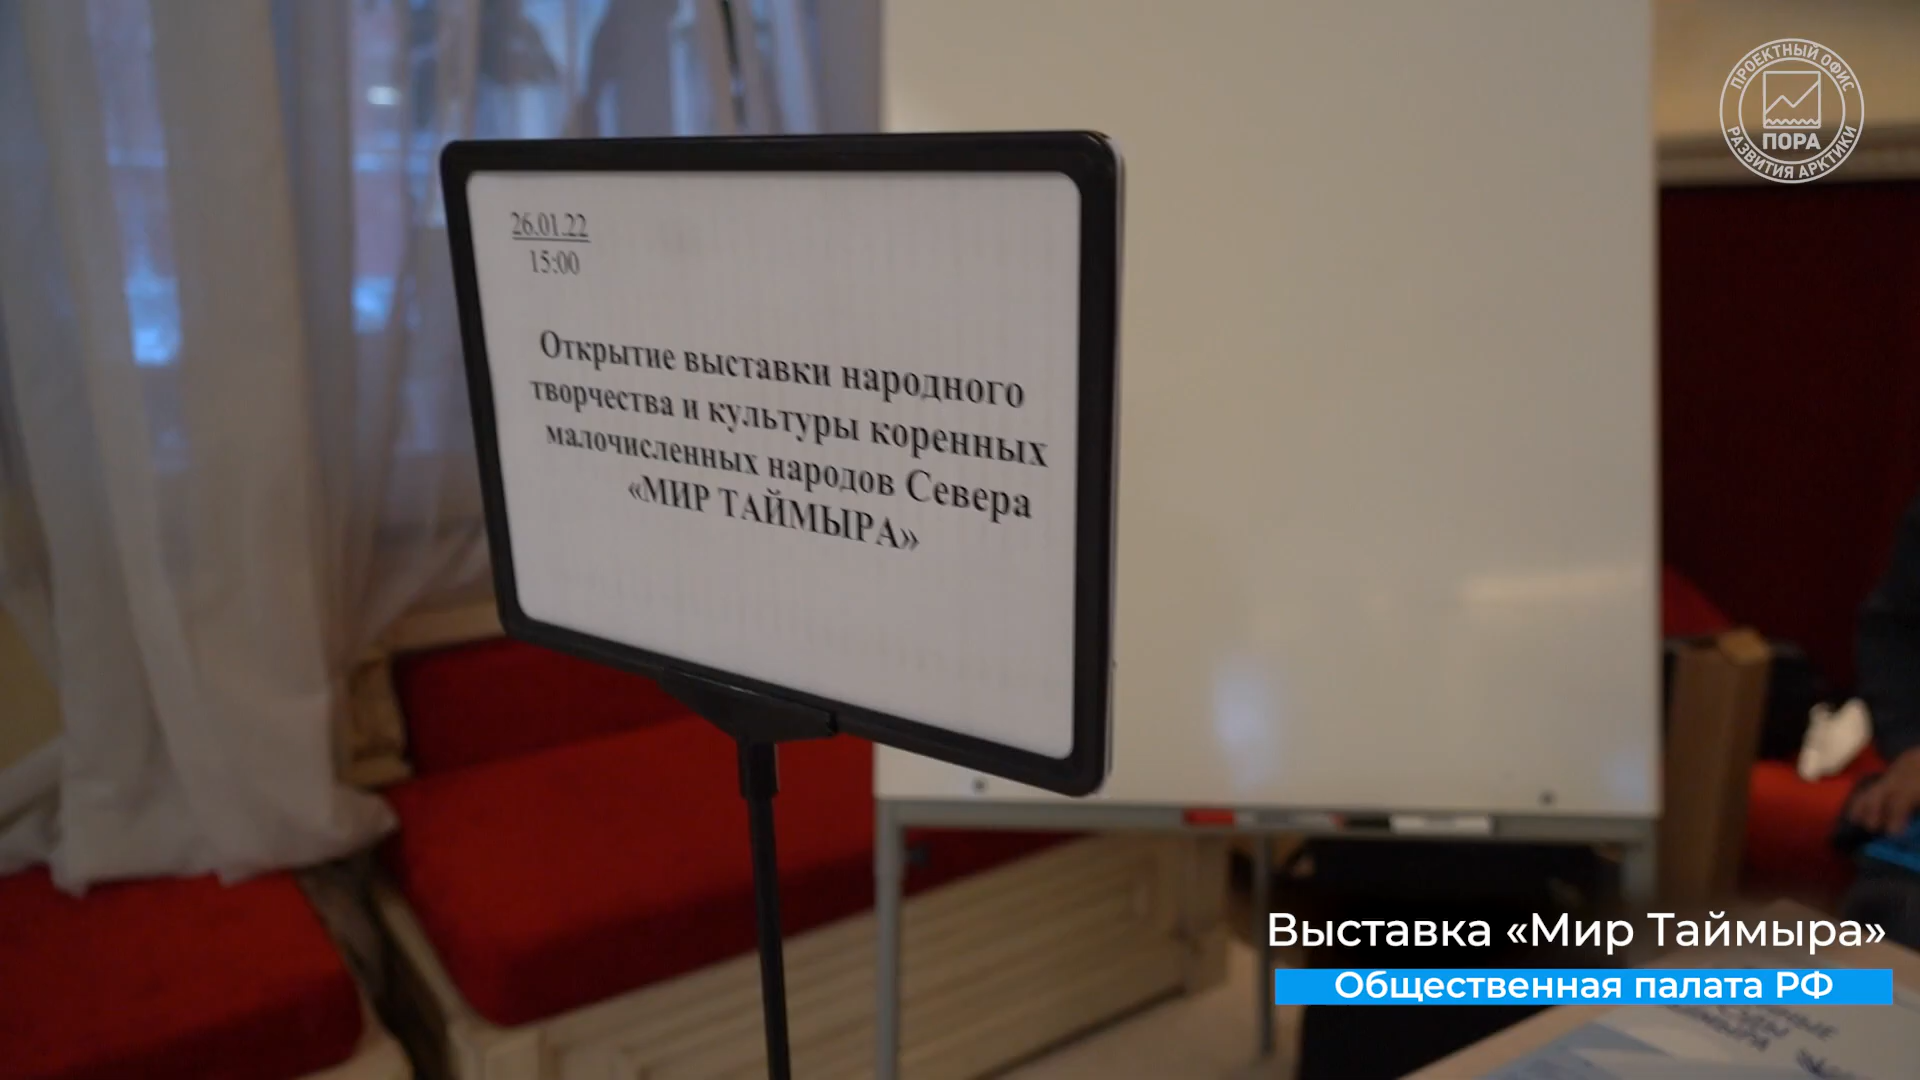 ПРОЕКТНЫЙ ОФИС
ПОРА
РАЗВИТИЯ АРКТИКИ
26.01.22
15:00
Открытие выставки народного
творчества и культуры коренных
малочисленных народов Севера
«МИР ТАЙМЫРА»
Выставка «Мир Таймыра»
Общественная палата РФ